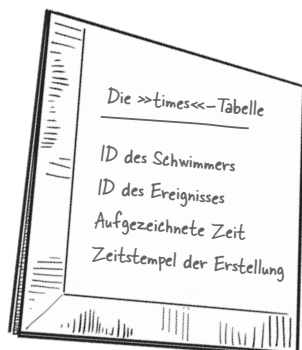 Die »times«-Tabelle
ID des Schwimmers
ID des Ereignisses
Aufgezeichnete Zeit
Zeitstempel der Erstellung